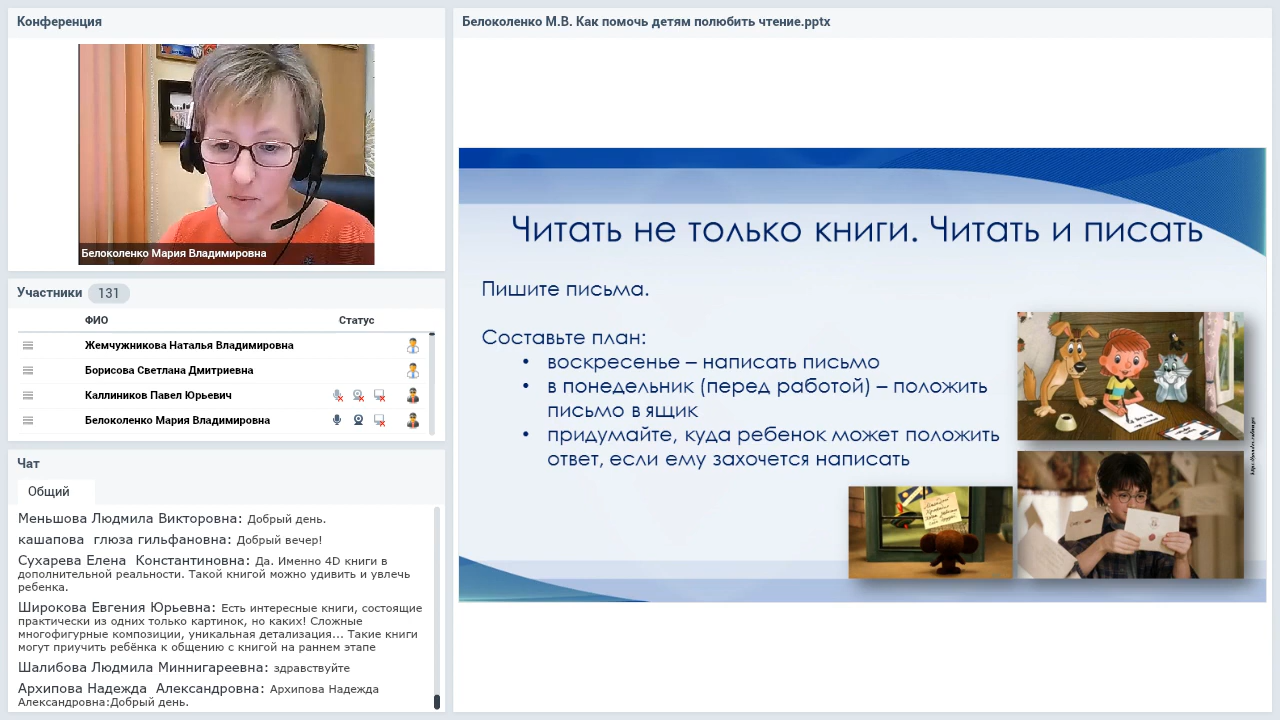 Конференция
Белоколенко Мария Владимировна
Участники 131
ФИО Статус
Жемчужникова Наталья Владимировна
Борисова Светлана Дмитриевна
Каллиников Павел Юрьевич
Белоколенко Мария Владимировна
Чат
Общий
Меньшова Людмила Викторовна: Добрый день.
кашапова глюза гильфановна: Добрый вечер!
Сухарева Елена Константиновна: Да. Именно 4D книги в
дополнительной реальности. Такой книгой можно удивить и увлечь
ребенка.
Широкова Евгения Юрьевна: Есть интересные книги, состоящие
практически из одних только картинок, но каких! Сложные
многофигурные композиции, уникальная детализация... Такие книги
могут приучить ребёнка к общению с книгой на раннем этапе
Шалибова Людмила Миннигареевна: здравствуйте
Архипова Надежда Александровна: Архипова Надежда
Александровна:Добрый день.
Белоколенко М.В. Как помочь детям полюбить чтение.pptx
Читать не только книги. Читать и писать
Пишите письма.
Составьте план:
• воскресенье – написать письмо
• в понедельник (перед работой) – положить
письмо в ящик
• придумайте, куда ребенок может положить
ответ, если ему захочется написать